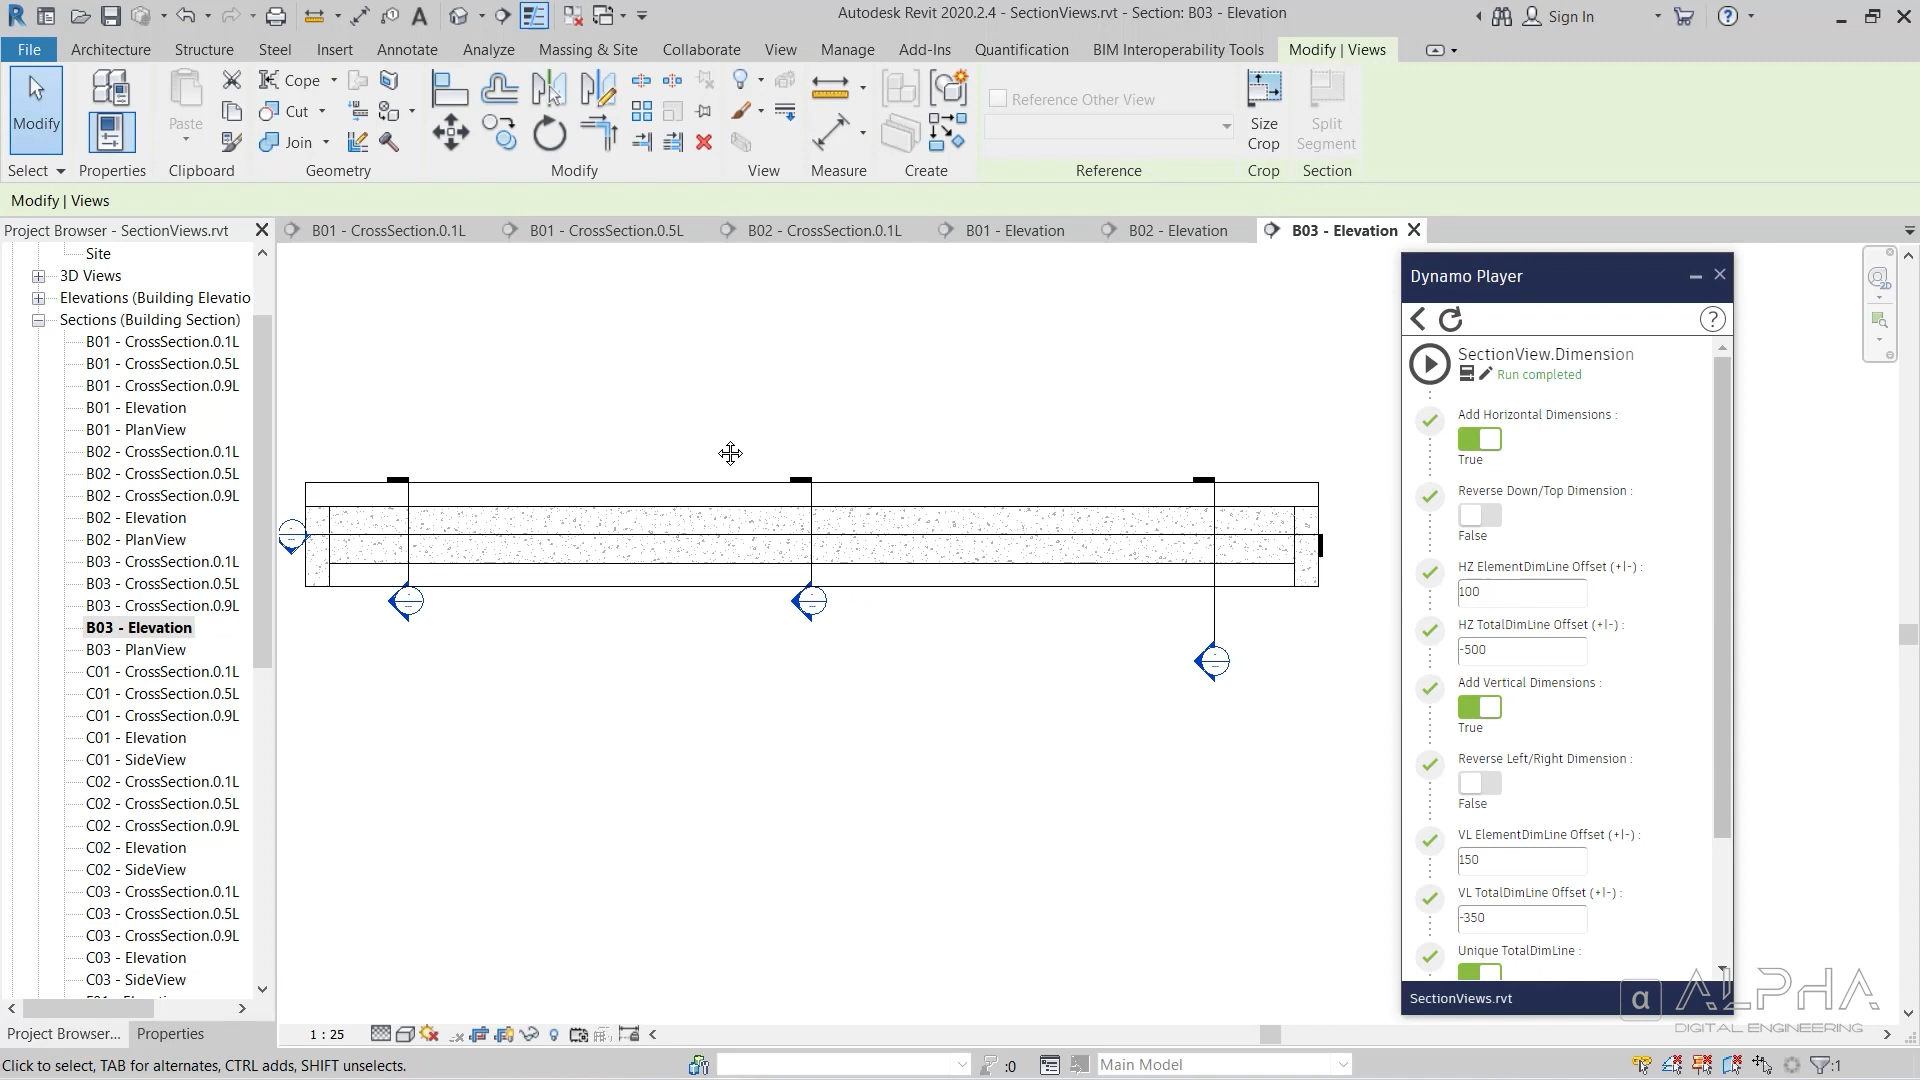 Autodesk Revit 2020.2.4 - SectionViews.rvt - Section: B03 - Elevation
Sign In
File
Architecture
Structure
Steel
Insert
Annotate
Analyze
Massing & Site
Collaborate
View
Manage
Add-Ins
Quantification
BIM Interoperability Tools
Modify | Views
Modify
Paste
Cope
Cut
Join
Reference Other View
Size
Crop
Split
Segment
Select
Properties
Clipboard
Geometry
Modify
View
Measure
Create
Reference
Crop
Section
Modify | Views
Project Browser - SectionViews.rvt
B01 - CrossSection.0.1L
B01 - CrossSection.0.5L
B02 - CrossSection.0.1L
B01 - Elevation
B02 - Elevation
B03 - Elevation
Site
3D Views
Elevations (Building Elevatio
Sections (Building Section)
B01 - CrossSection.0.1L
B01 - CrossSection.0.5L
B01 - CrossSection.0.9L
B01 - Elevation
B01 - PlanView
B02 - CrossSection.0.1L
B02 - CrossSection.0.5L
B02 - CrossSection.0.9L
B02 - Elevation
B02 - PlanView
B03 - CrossSection.0.1L
B03 - CrossSection.0.5L
B03 - CrossSection.0.9L
B03 - Elevation
B03 - PlanView
C01 - CrossSection.0.1L
C01 - CrossSection.0.5L
C01 - CrossSection.0.9L
C01 - Elevation
C01 - SideView
C02 - CrossSection.0.1L
C02 - CrossSection.0.5L
C02 - CrossSection.0.9L
C02 - Elevation
C02 - SideView
C03 - CrossSection.0.1L
C03 - CrossSection.0.5L
C03 - CrossSection.0.9L
C03 - Elevation
C03 - SideView
Project Browser...
Properties
Dynamo Player
SectionView.Dimension
Run completed
Add Horizontal Dimensions :
True
Reverse Down/Top Dimension :
False
HZ ElementDimLine Offset (+|-) :
100
HZ TotalDimLine Offset (+|-) :
-500
Add Vertical Dimensions :
True
Reverse Left/Right Dimension :
False
VL ElementDimLine Offset (+|-) :
150
VL TotalDimLine Offset (+|-) :
-350
Unique TotalDimLine :
SectionViews.rvt
α ALPHA
DIGITAL ENGINEERING
1 : 25
Click to select, TAB for alternates, CTRL adds, SHIFT unselects.
:0
Main Model
:1